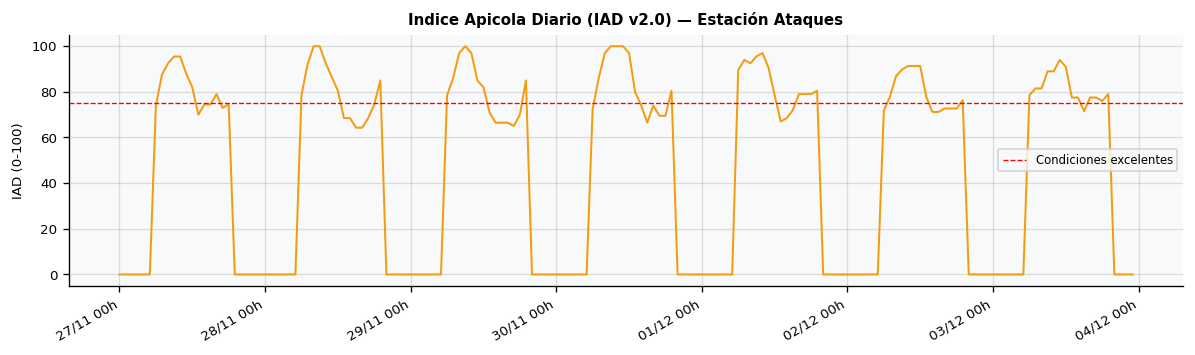 Indice Apicola Diario (IAD v2.0) — Estación Ataques
IAD (0-100)
100
80
60
40
20
0
Condiciones excelentes
27/11 00h
28/11 00h
29/11 00h
30/11 00h
01/12 00h
02/12 00h
03/12 00h
04/12 00h